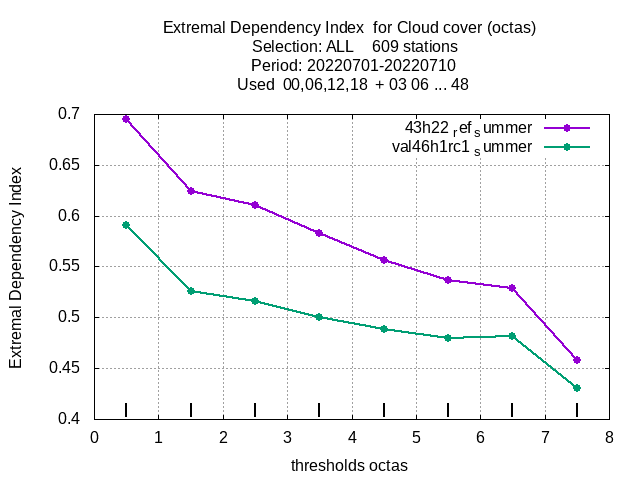 Extremal Dependency Index  for Cloud cover (octas)
Selection: ALL    609 stations
Period: 20220701-20220710
Used  00,06,12,18  + 03 06 ... 48
0.7
43h22 ref summer
val46h1rc1 summer
0.65
0.6
0.55
0.5
0.45
0.4
Extremal Dependency Index
0 1 2 3 4 5 6 7 8
thresholds octas